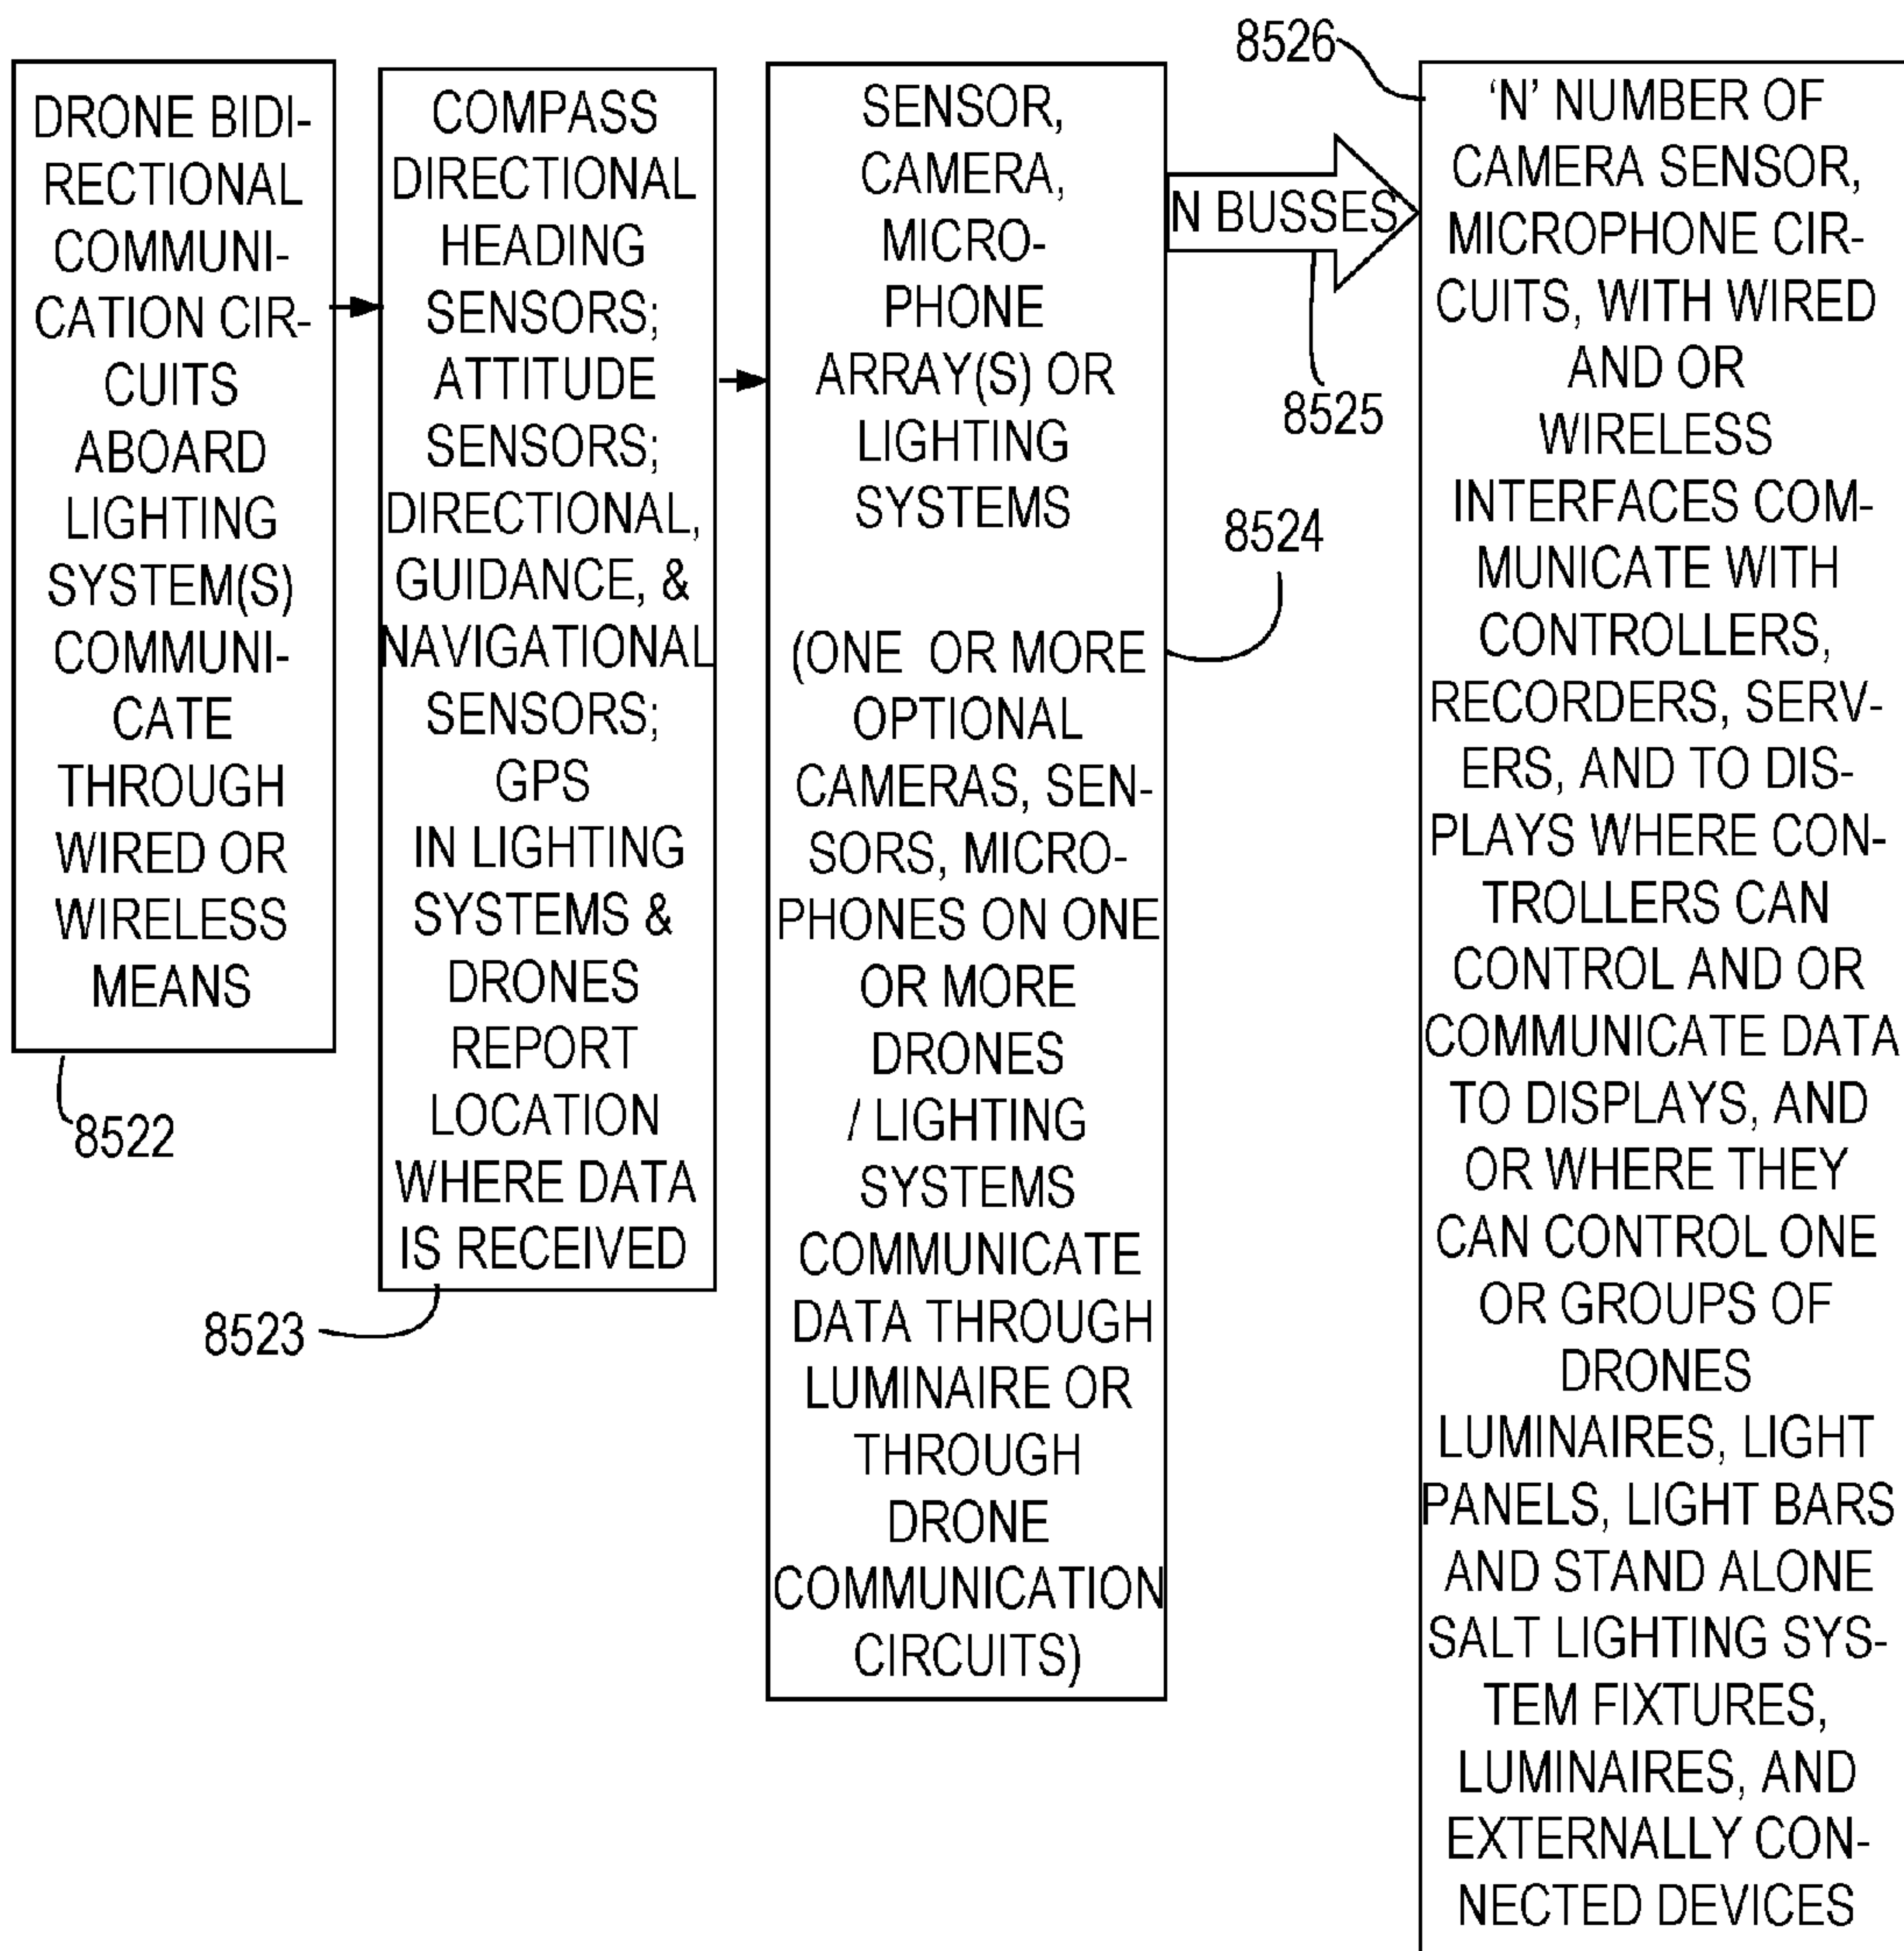 DRONE BIDI-
RECTIONAL
COMMUNI-
CATION CIR-
CUITS
ABOARD
LIGHTING
SYSTEM(S)
COMMUNI-
CATE
THROUGH
WIRED OR
WIRELESS
MEANS
8522
COMPASS
DIRECTIONAL
HEADING
SENSORS;
ATTITUDE
SENSORS;
DIRECTIONAL,
GUIDANCE, &
NAVIGATIONAL
SENSORS;
GPS
IN LIGHTING
SYSTEMS &
DRONES
REPORT
LOCATION
WHERE DATA
IS RECEIVED
8523
SENSOR,
CAMERA,
MICRO-
PHONE
ARRAY(S) OR
LIGHTING
SYSTEMS
(ONE OR MORE
OPTIONAL
CAMERAS, SEN-
SORS, MICRO-
PHONES ON ONE
OR MORE
DRONES
/ LIGHTING
SYSTEMS
COMMUNICATE
DATA THROUGH
LUMINAIRE OR
THROUGH
DRONE
COMMUNICATION
CIRCUITS)
8524
N BUSSES
8525
8526
‘N’ NUMBER OF
CAMERA SENSOR,
MICROPHONE CIR-
CUITS, WITH WIRED
AND OR
WIRELESS
INTERFACES COM-
MUNICATE WITH
CONTROLLERS,
RECORDERS, SERV-
ERS, AND TO DIS-
PLAYS WHERE CON-
TROLLERS CAN
CONTROL AND OR
COMMUNICATE DATA
TO DISPLAYS, AND
OR WHERE THEY
CAN CONTROL ONE
OR GROUPS OF
DRONES
LUMINAIRES, LIGHT
PANELS, LIGHT BARS
AND STAND ALONE
SALT LIGHTING SYS-
TEM FIXTURES,
LUMINAIRES, AND
EXTERNALLY CON-
NECTED DEVICES